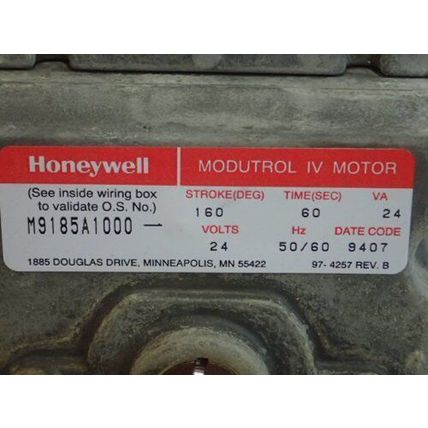 Honeywell MODUTROL IV MOTOR
(See inside wiring box STROKE(DEG) TIME(SEC) VA
to validate O.S. No.) 160 60 24
M9185A1000 — VOLTS Hz DATE CODE
24 50/60 9407
1885 DOUGLAS DRIVE, MINNEAPOLIS, MN 55422 97-4257 REV. B